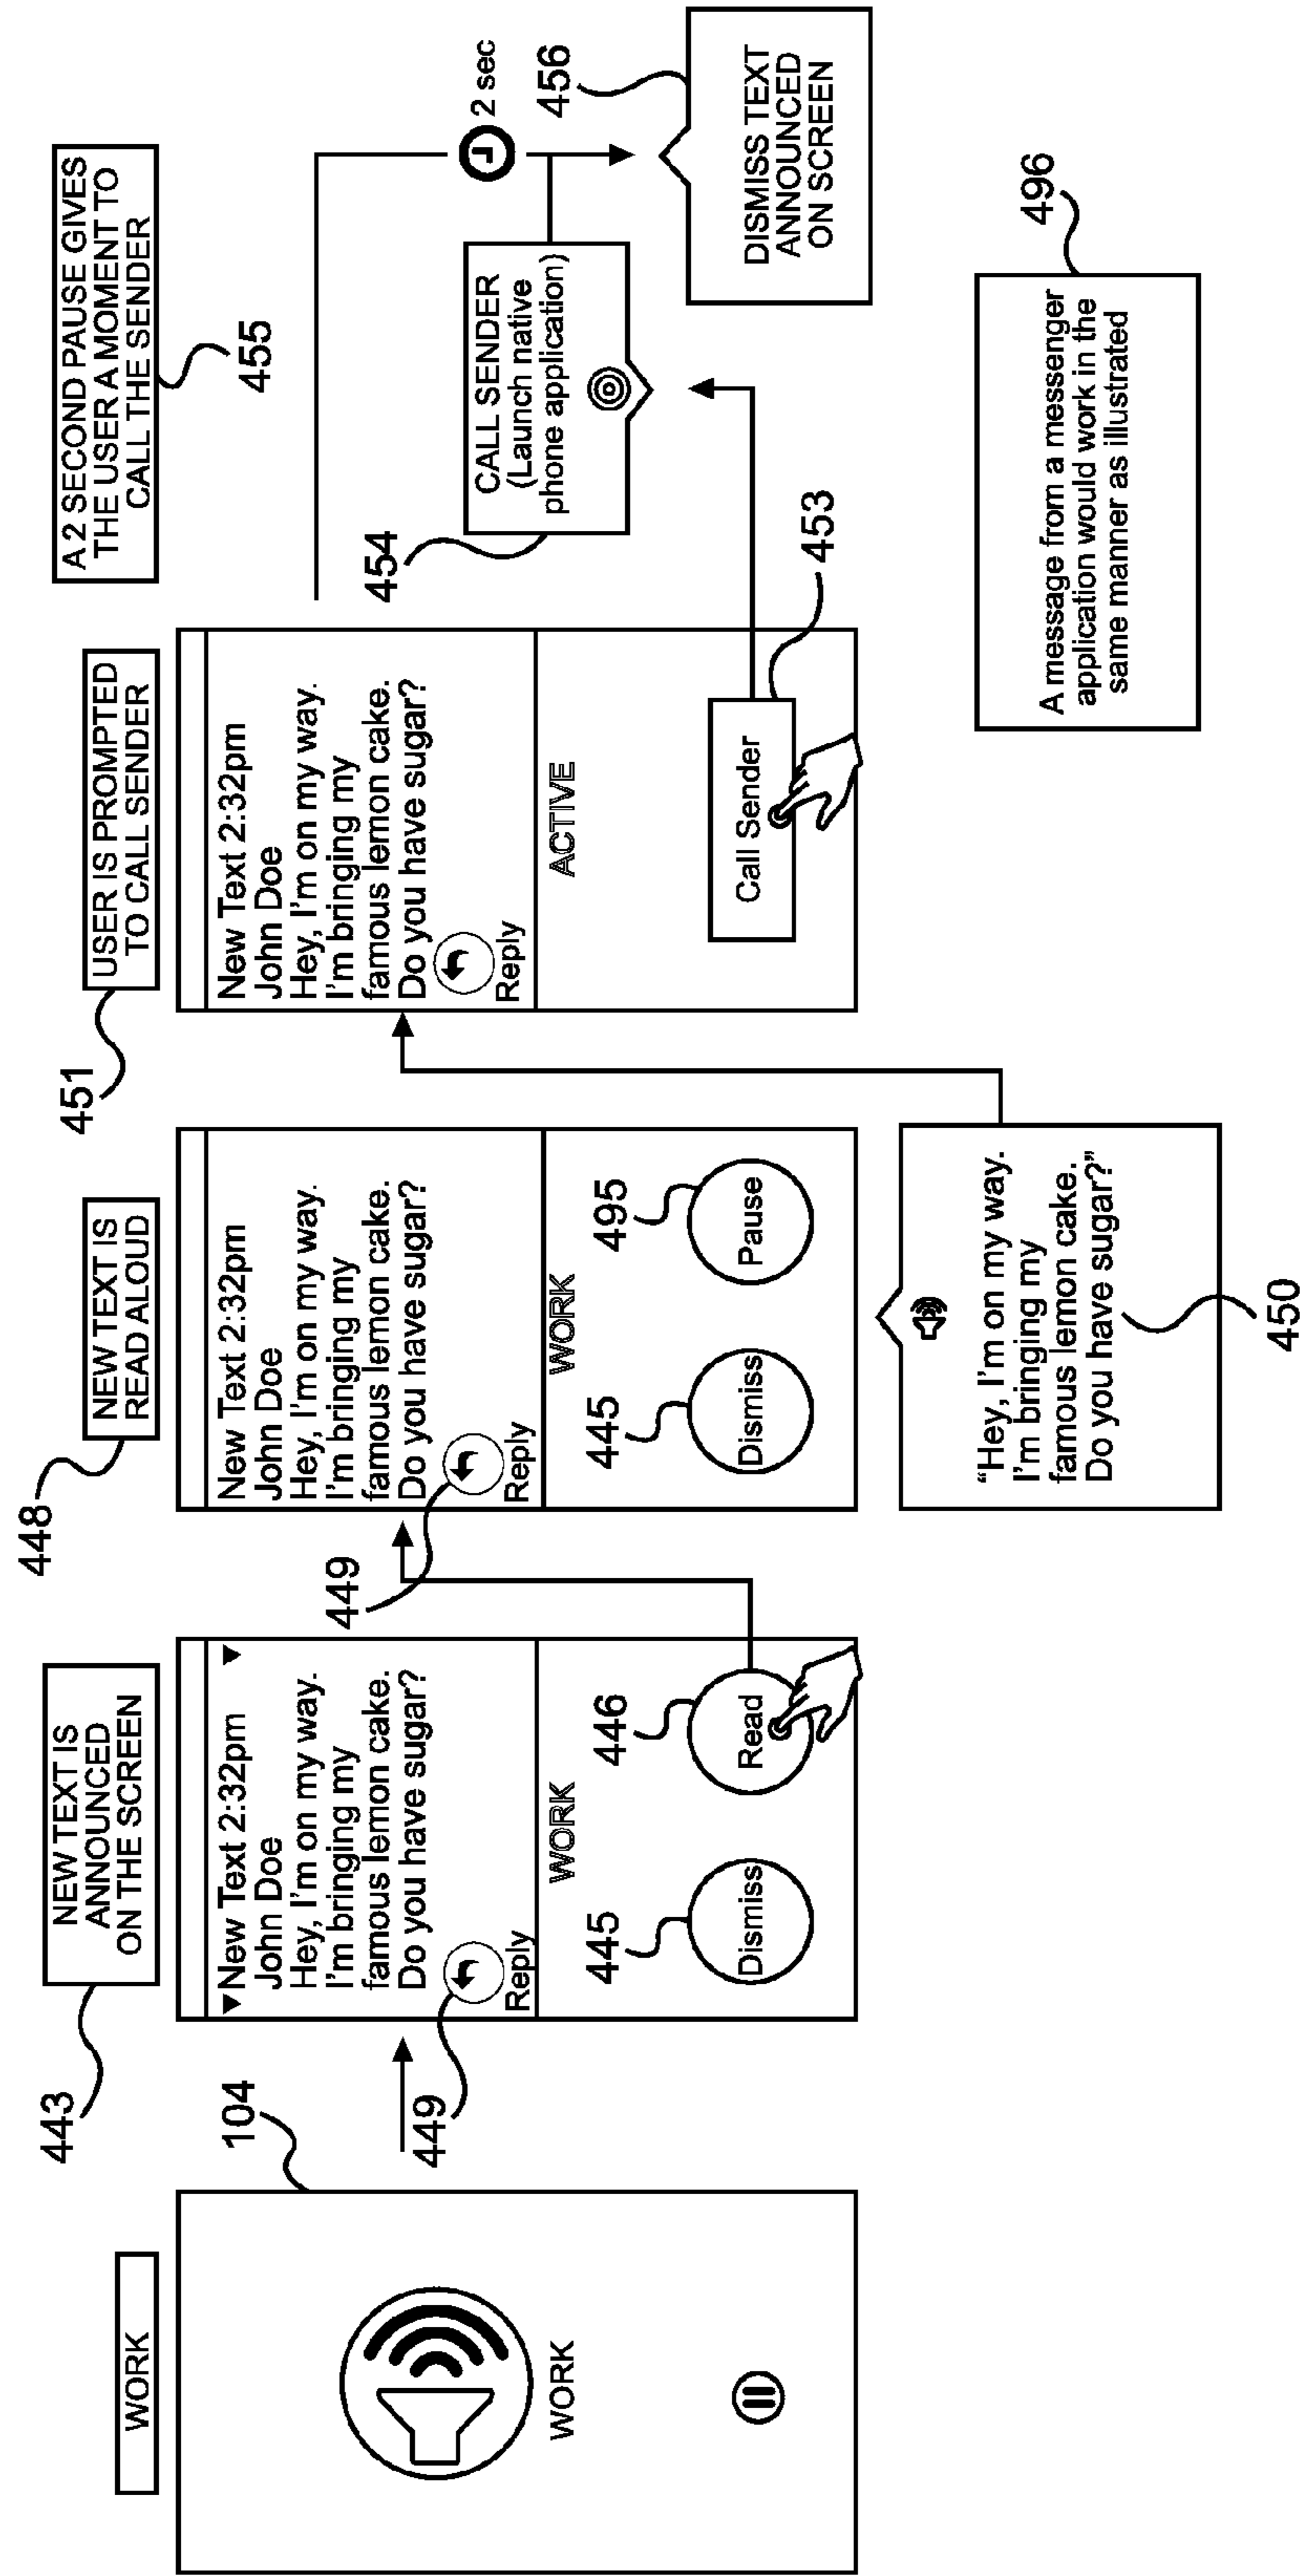 WORK
104
WORK
443
NEW TEXT IS
ANNOUNCED
ON THE SCREEN
New Text 2:32pm
John Doe
Hey, I'm on my way.
I'm bringing my
famous lemon cake.
Do you have sugar?
449
Reply
WORK
445
Dismiss
446
Read
448
NEW TEXT IS
READ ALOUD
New Text 2:32pm
John Doe
Hey, I'm on my way.
I'm bringing my
famous lemon cake.
Do you have sugar?
449
Reply
WORK
445
Dismiss
495
Pause
“Hey, I'm on my way.
I'm bringing my
famous lemon cake.
Do you have sugar?”
450
451
USER IS PROMPTED
TO CALL SENDER
New Text 2:32pm
John Doe
Hey, I'm on my way.
I'm bringing my
famous lemon cake.
Do you have sugar?
Reply
ACTIVE
Call Sender
453
A 2 SECOND PAUSE GIVES
THE USER A MOMENT TO
CALL THE SENDER
455
2 sec
454
CALL SENDER
(Launch native
phone application)
456
DISMISS TEXT
ANNOUNCED
ON SCREEN
496
A message from a messenger
application would work in the
same manner as illustrated